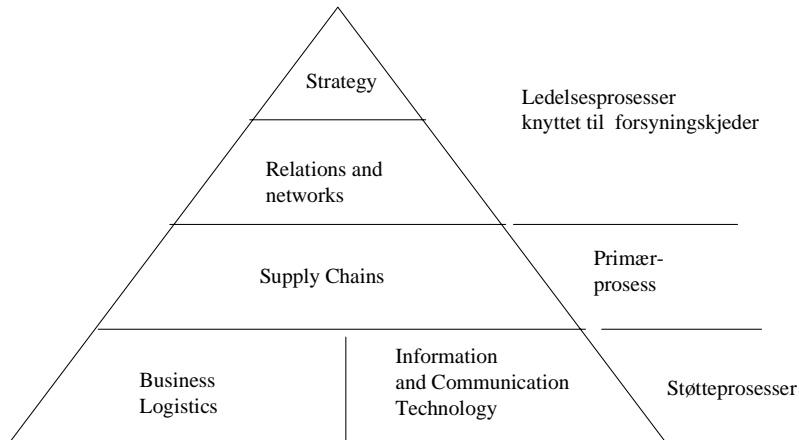 Strategy
Ledelsesprosesser
knyttet til forsyningskjeder
Relations and
networks
Supply Chains
Primær-
prosess
Business
Logistics
Information
and Communication
Technology
Støtteprosesser